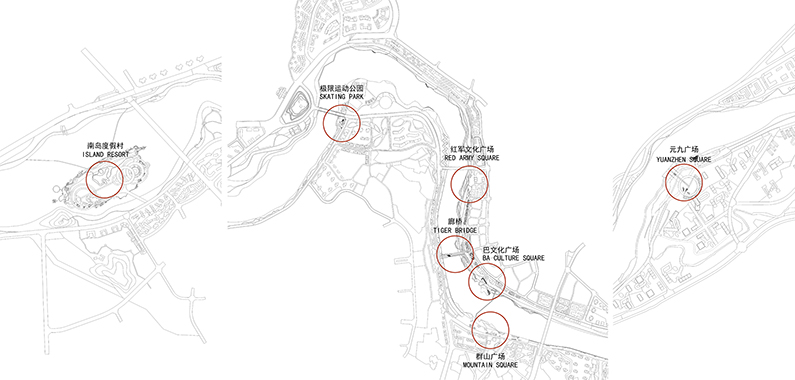 极限运动公园
SKATING PARK
南岛度假村
ISLAND RESORT
红军文化广场
RED ARMY SQUARE
元九广场
YUANZHEN SQUARE
廊桥
TIGER BRIDGE
巴文化广场
BA CULTURE SQUARE
群山广场
MOUNTAIN SQUARE